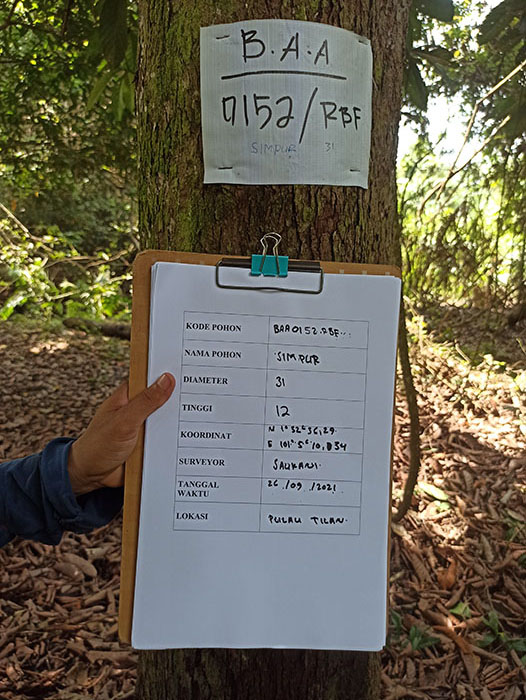 B.A.A
0152/RBF
SIMPUR 31
KODE POHON BAA0152.RBF...
NAMA POHON SIMPUR
DIAMETER 31
TINGGI 12
KOORDINAT N 1° 32' 36,29.
E 101° 5' 10,834
SURVEYOR SAUKANI.
TANGGAL WAKTU 26 /09 /2021
LOKASI PULAU TILAN.